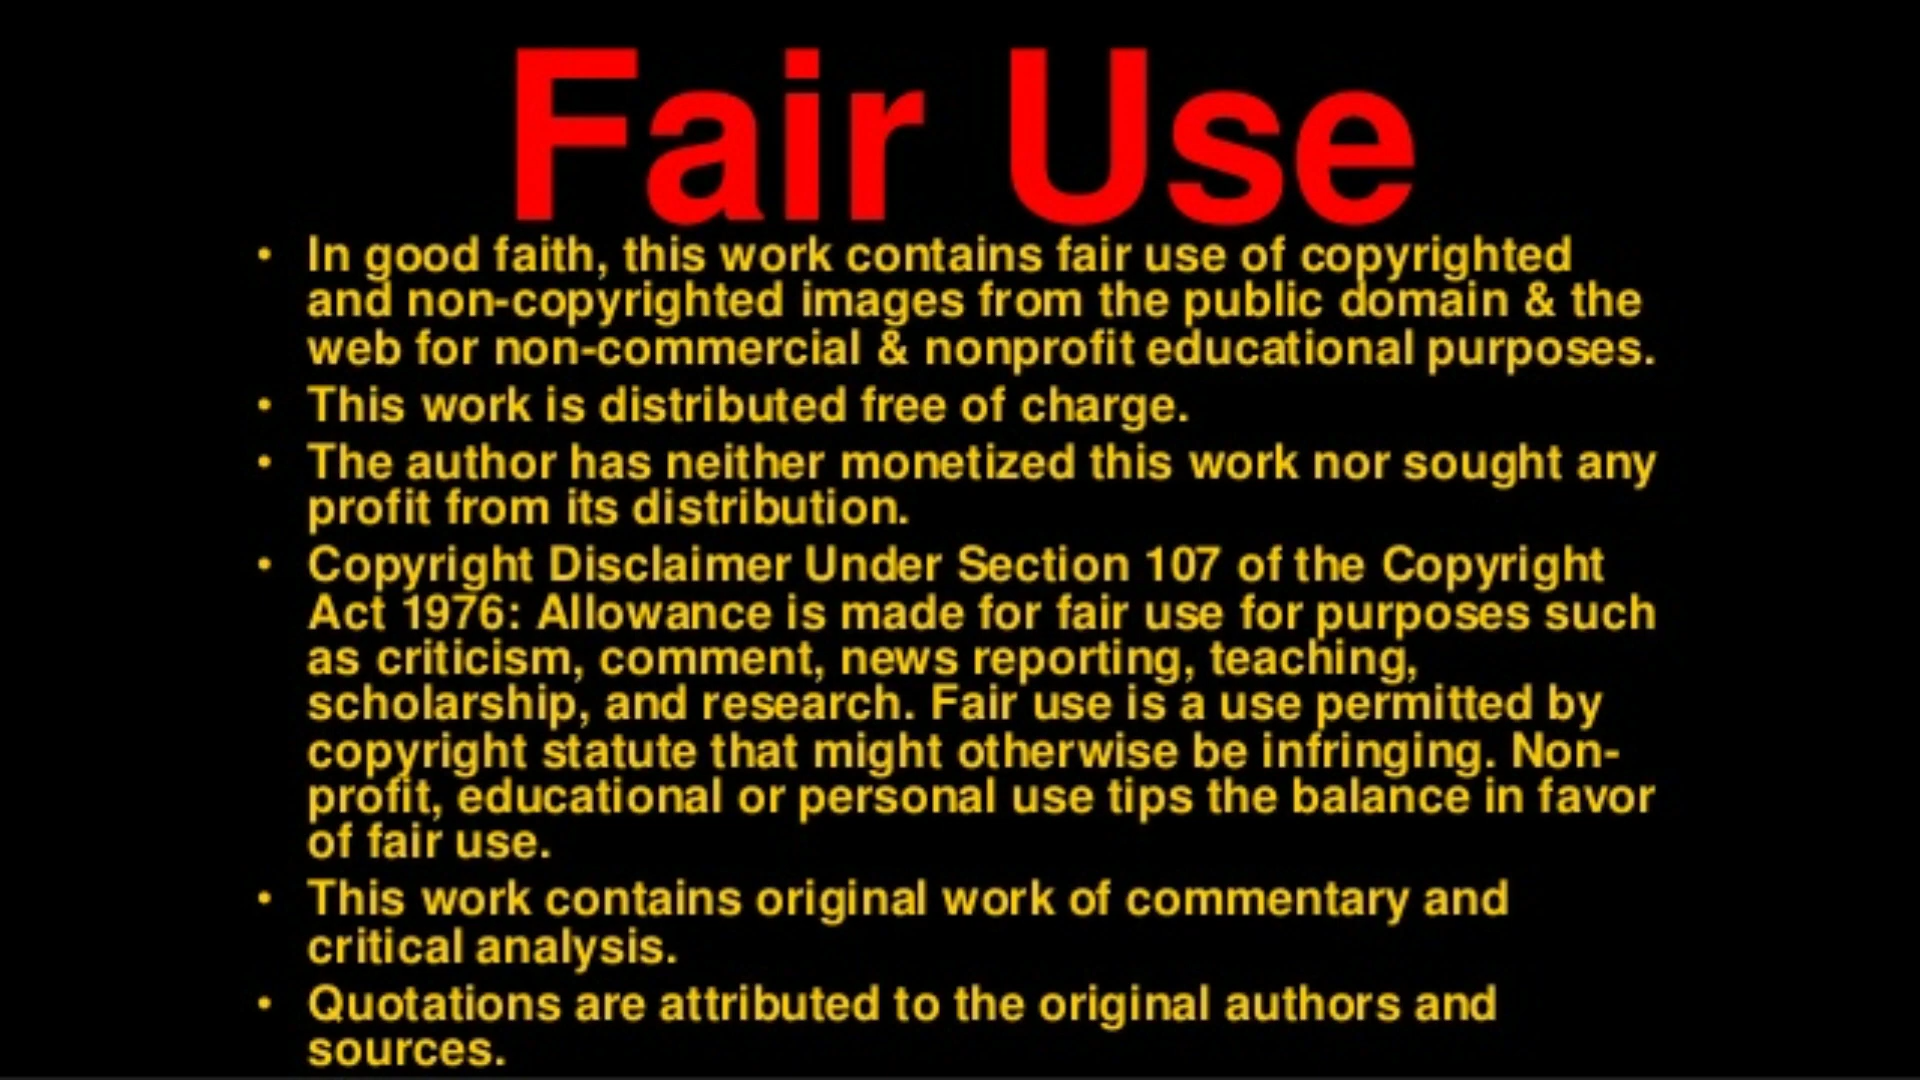 Fair Use
• In good faith, this work contains fair use of copyrighted
and non-copyrighted images from the public domain & the
web for non-commercial & nonprofit educational purposes.
• This work is distributed free of charge.
• The author has neither monetized this work nor sought any
profit from its distribution.
• Copyright Disclaimer Under Section 107 of the Copyright
Act 1976: Allowance is made for fair use for purposes such
as criticism, comment, news reporting, teaching,
scholarship, and research. Fair use is a use permitted by
copyright statute that might otherwise be infringing. Non-
profit, educational or personal use tips the balance in favor
of fair use.
• This work contains original work of commentary and
critical analysis.
• Quotations are attributed to the original authors and
sources.